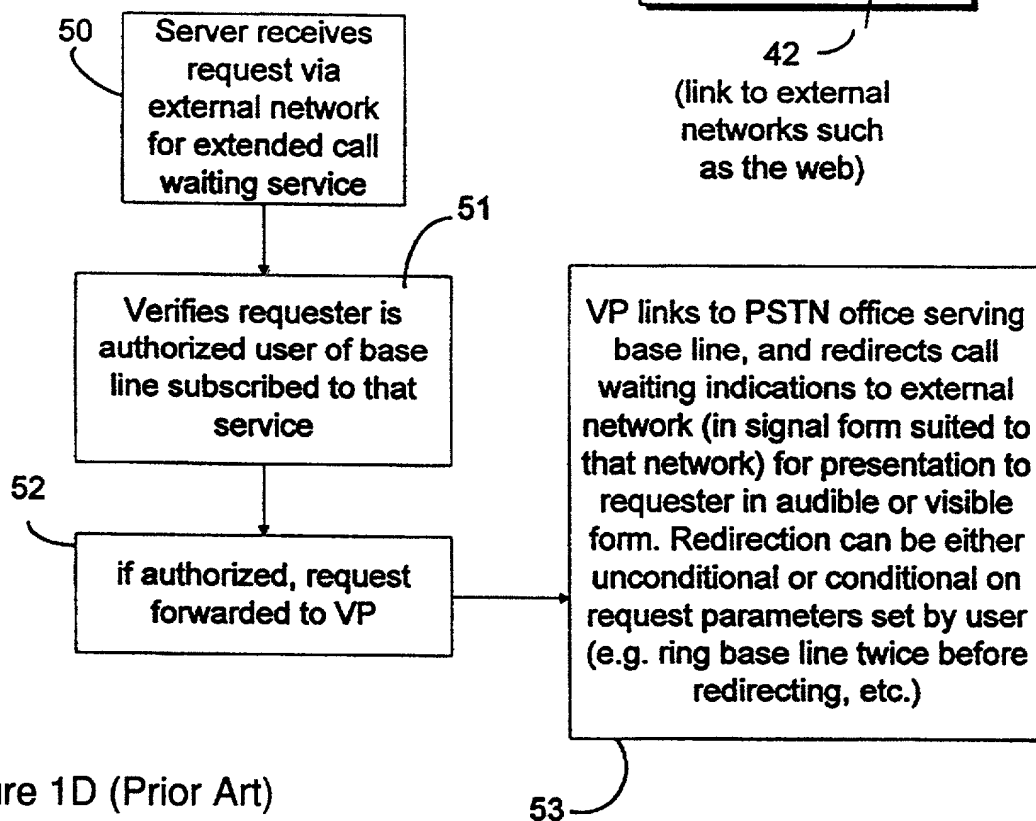 50
Server receives
request via
external network
for extended call
waiting service
42
(link to external
networks such
as the web)
51
Verifies requester is
authorized user of base
line subscribed to that
service
52
if authorized, request
forwarded to VP
VP links to PSTN office serving
base line, and redirects call
waiting indications to external
network (in signal form suited to
that network) for presentation to
requester in audible or visible
form. Redirection can be either
unconditional or conditional on
request parameters set by user
(e.g. ring base line twice before
redirecting, etc.)
53
ure 1D (Prior Art)